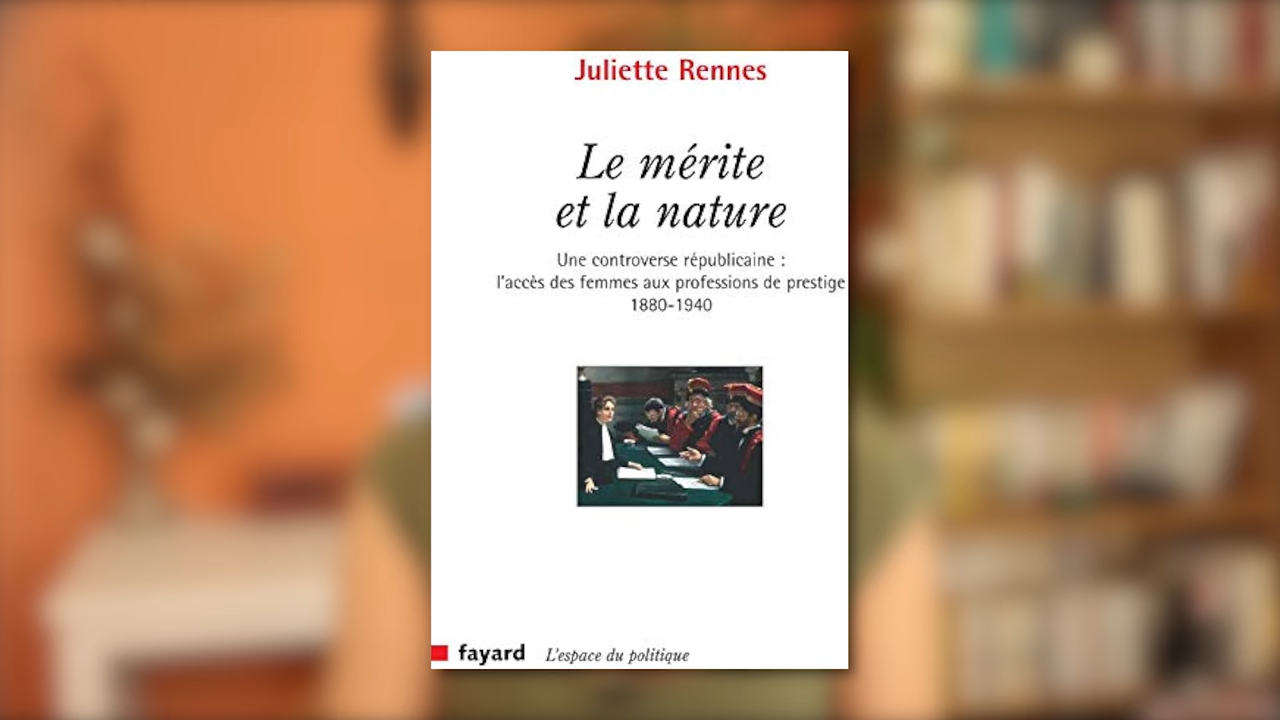 Juliette Rennes
Le mérite
et la nature
Une controverse républicaine :
l'accès des femmes aux professions de prestige
1880-1940
fayard L'espace du politique